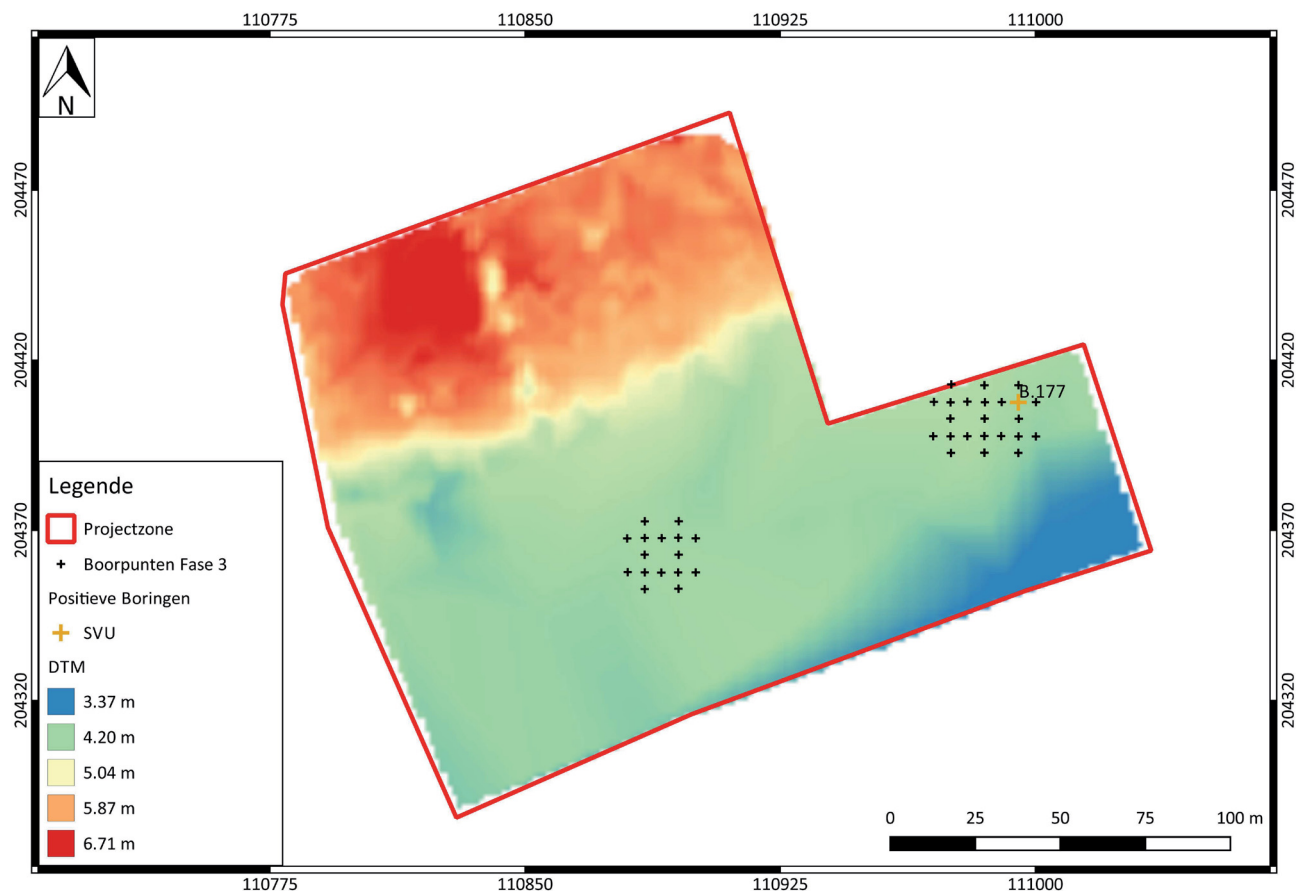 110775 110850 110925 111000
N
204470 204470
204420 204420
B.177
204370 204370
204320 204320
Legende
Projectzone
Boorpunten Fase 3
Positieve Boringen
SVU
DTM
3.37 m
4.20 m
5.04 m
5.87 m
6.71 m
0 25 50 75 100 m
110775 110850 110925 111000